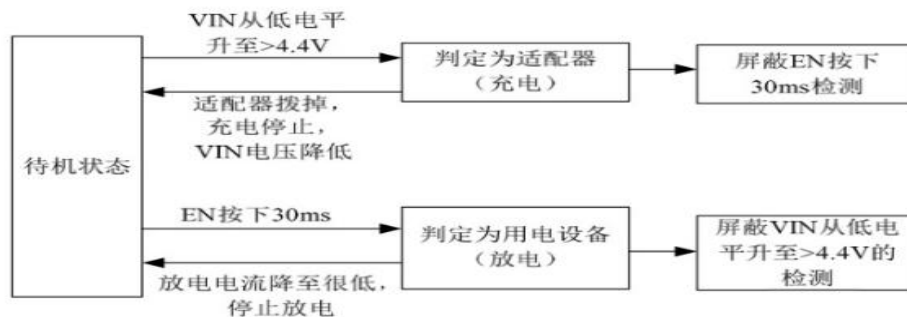 VIN从低电平
升至>4.4V
判定为适配器
（充电）
屏蔽EN按下
30ms检测
适配器拨掉，
充电停止，
VIN电压降低
待机状态
EN按下30ms
判定为用电设备
（放电）
屏蔽VIN从低电
平升至>4.4V的
检测
放电电流降至很低，
停止放电